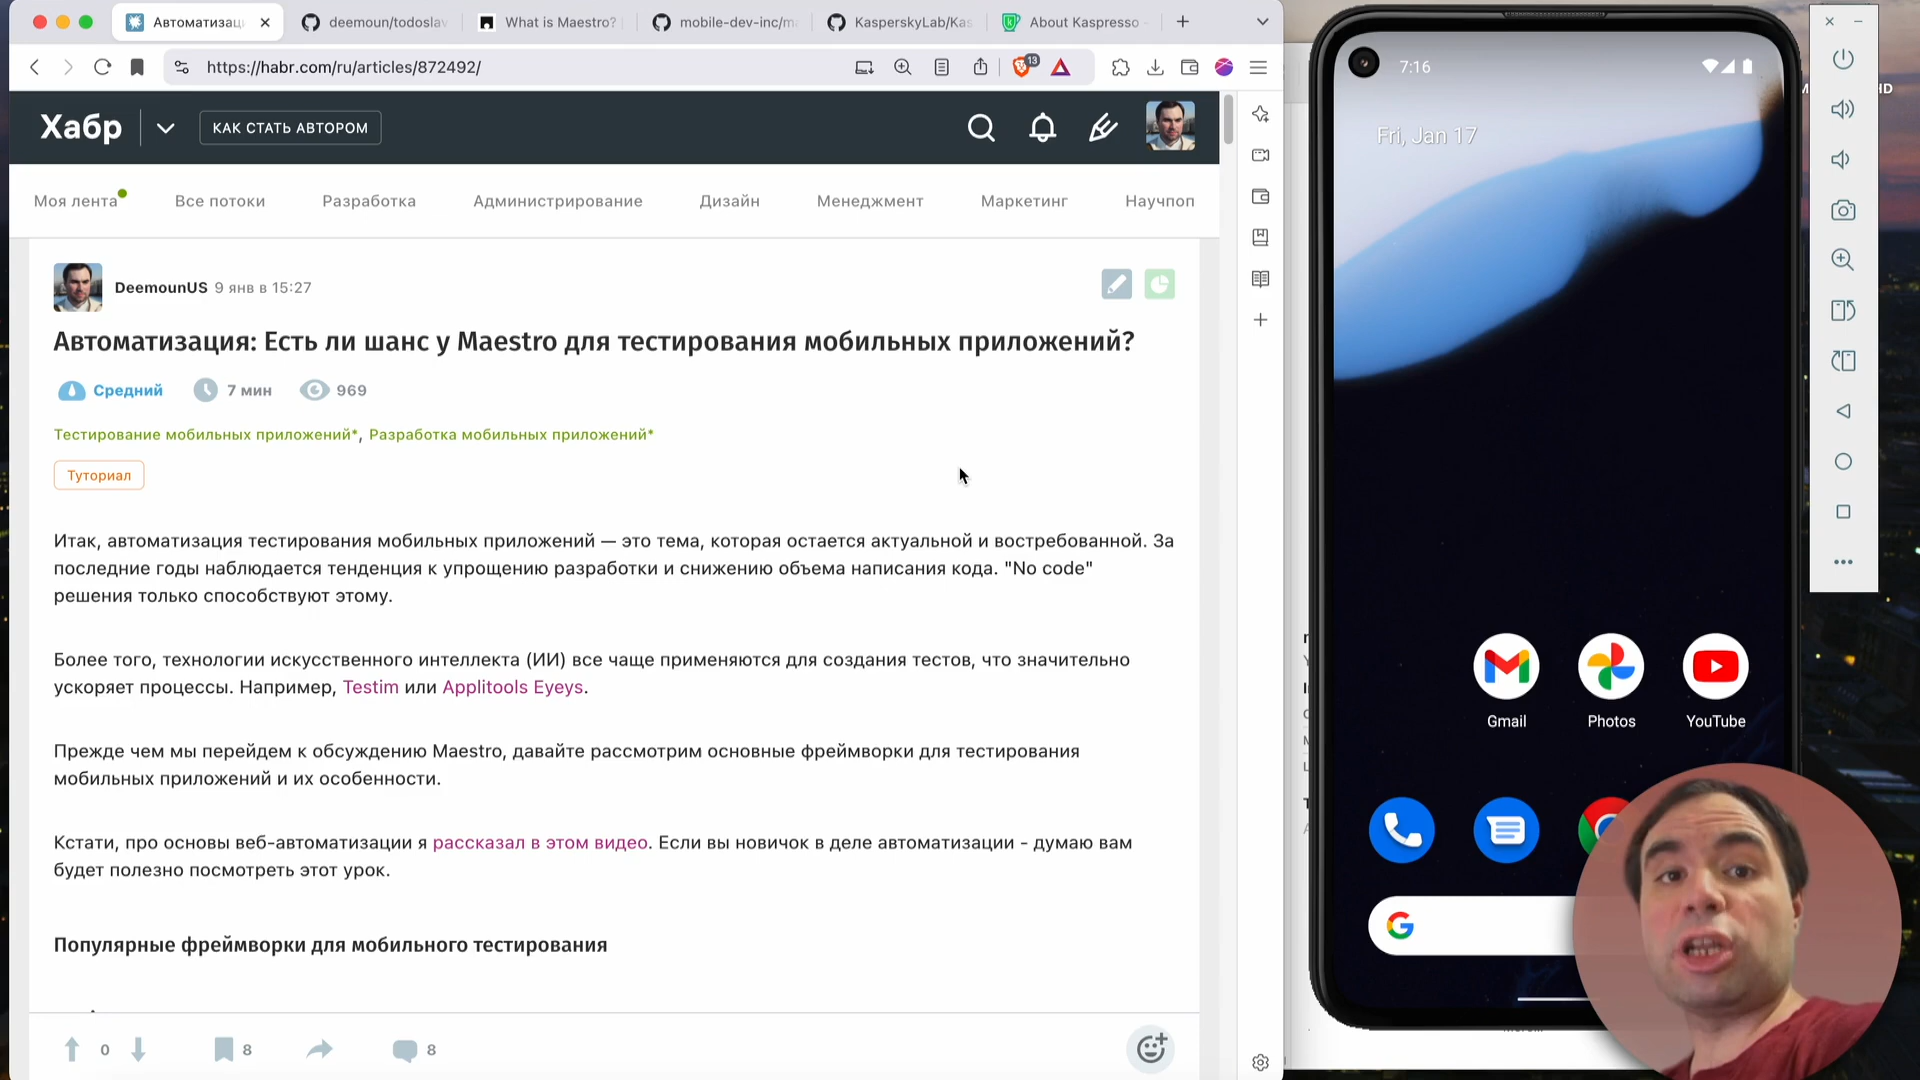 Автоматизаци
deemoun/todoslav
What is Maestro?
mobile-dev-inc/m
KasperskyLab/Kas
About Kaspresso
https://habr.com/ru/articles/872492/
13
Хабр
КАК СТАТЬ АВТОРОМ
Моя лента
Все потоки
Разработка
Администрирование
Дизайн
Менеджмент
Маркетинг
Научпоп
DeemounUS 9 янв в 15:27
Автоматизация: Есть ли шанс у Maestro для тестирования мобильных приложений?
Средний 7 мин 969
Тестирование мобильных приложений*, Разработка мобильных приложений*
Туториал
Итак, автоматизация тестирования мобильных приложений — это тема, которая остается актуальной и востребованной. За
последние годы наблюдается тенденция к упрощению разработки и снижению объема написания кода. "No code"
решения только способствуют этому.
Более того, технологии искусственного интеллекта (ИИ) все чаще применяются для создания тестов, что значительно
ускоряет процессы. Например, Testim или Applitools Eyeys.
Прежде чем мы перейдем к обсуждению Maestro, давайте рассмотрим основные фреймворки для тестирования
мобильных приложений и их особенности.
Кстати, про основы веб-автоматизации я рассказал в этом видео. Если вы новичок в деле автоматизации - думаю вам
будет полезно посмотреть этот урок.
Популярные фреймворки для мобильного тестирования
0
8
8
7:16
Fri, Jan 17
Gmail
Photos
YouTube